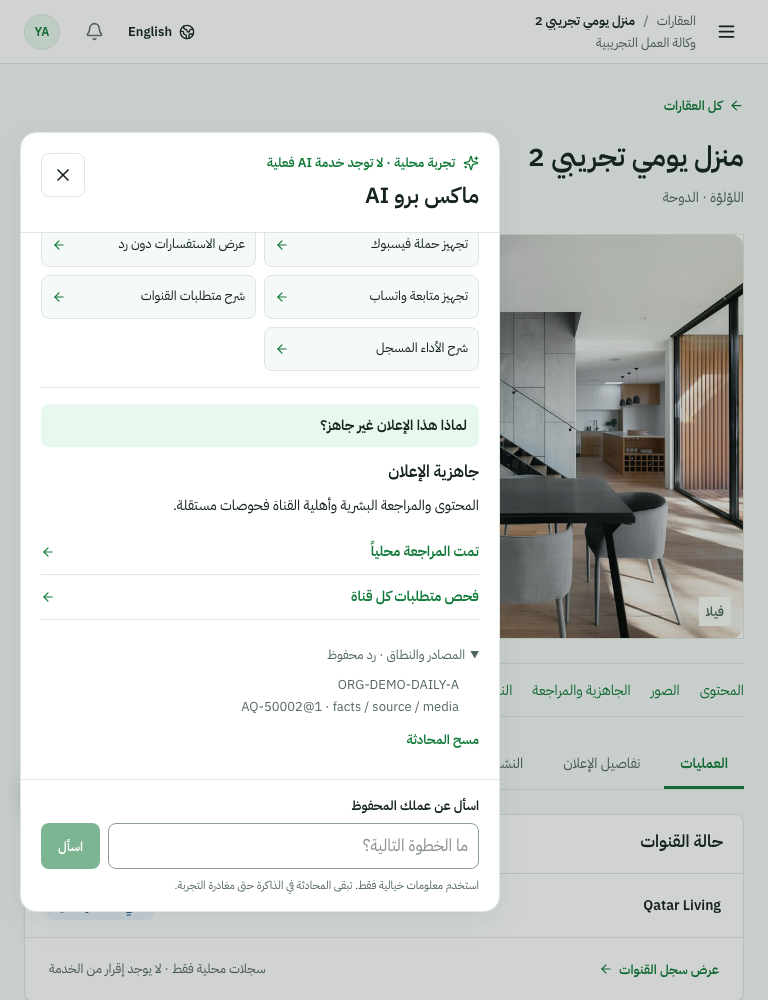 العقارات / منزل يومي تجريبي 2
وكالة العمل التجريبية
English
YA
كل العقارات
منزل يومي تجريبي 2
اللؤلؤة · الدوحة
فيلا
المحتوى
الصور
الجاهزية والمراجعة
العمليات
تفاصيل الإعلان
حالة القنوات
Qatar Living
عرض سجل القنوات
سجلات محلية فقط · لا يوجد إقرار من الخدمة
تجربة محلية · لا توجد خدمة AI فعلية
ماكس برو AI
تجهيز حملة فيسبوك
عرض الاستفسارات دون رد
تجهيز متابعة واتساب
شرح متطلبات القنوات
شرح الأداء المسجل
لماذا هذا الإعلان غير جاهز؟
جاهزية الإعلان
المحتوى والمراجعة البشرية وأهلية القناة فحوصات مستقلة.
تمت المراجعة محلياً
فحص متطلبات كل قناة
المصادر والنطاق · رد محفوظ
ORG-DEMO-DAILY-A
AQ-50002@1 · facts / source / media
مسح المحادثة
اسأل عن عملك المحفوظ
ما الخطوة التالية؟
اسأل
استخدم معلومات خيالية فقط. تبقى المحادثة في الذاكرة حتى مغادرة التجربة.